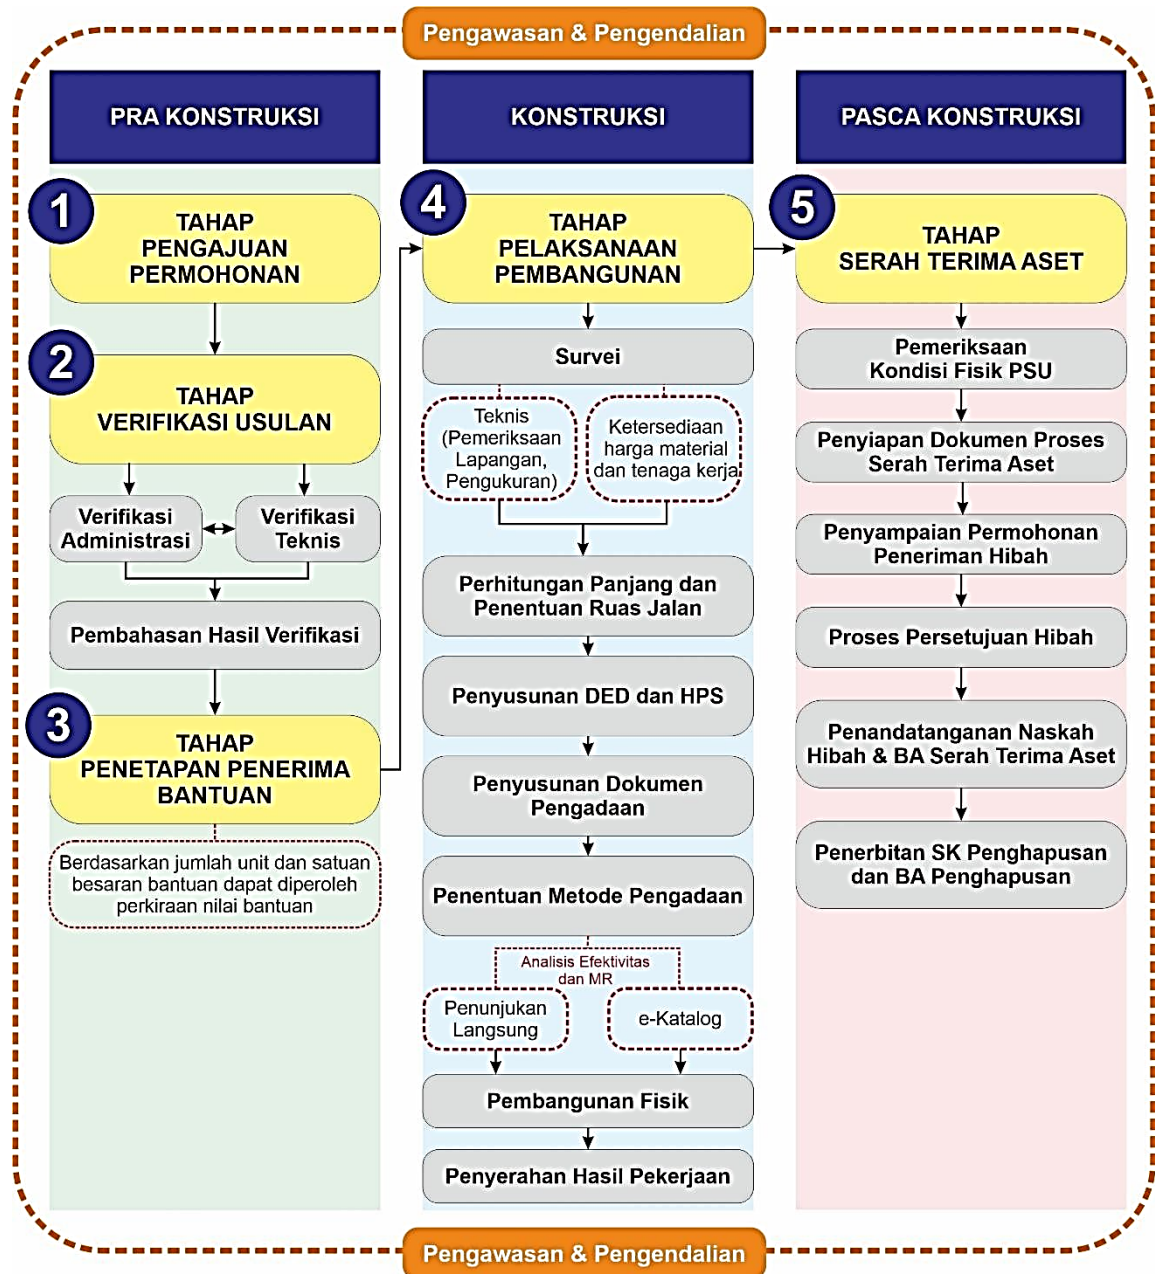 Pengawasan & Pengendalian
PRA KONSTRUKSI
1
TAHAP
PENGAJUAN
PERMOHONAN
2
TAHAP
VERIFIKASI USULAN
Verifikasi
Administrasi
Verifikasi
Teknis
Pembahasan Hasil Verifikasi
3
TAHAP
PENETAPAN PENERIMA
BANTUAN
Berdasarkan jumlah unit dan satuan
besaran bantuan dapat diperoleh
perkiraan nilai bantuan
KONSTRUKSI
4
TAHAP
PELAKSANAAN
PEMBANGUNAN
Survei
Teknis
(Pemeriksaan
Lapangan,
Pengukuran)
Ketersediaan
harga material
dan tenaga kerja
Perhitungan Panjang dan
Penentuan Ruas Jalan
Penyusunan DED dan HPS
Penyusunan Dokumen
Pengadaan
Penentuan Metode Pengadaan
Analisis Efektivitas
dan MR
Penunjukan
Langsung
e-Katalog
Pembangunan Fisik
Penyerahan Hasil Pekerjaan
PASCA KONSTRUKSI
5
TAHAP
SERAH TERIMA ASET
Pemeriksaan
Kondisi Fisik PSU
Penyiapan Dokumen Proses
Serah Terima Aset
Penyampaian Permohonan
Peneriman Hibah
Proses Persetujuan Hibah
Penandatanganan Naskah
Hibah & BA Serah Terima Aset
Penerbitan SK Penghapusan
dan BA Penghapusan
Pengawasan & Pengendalian